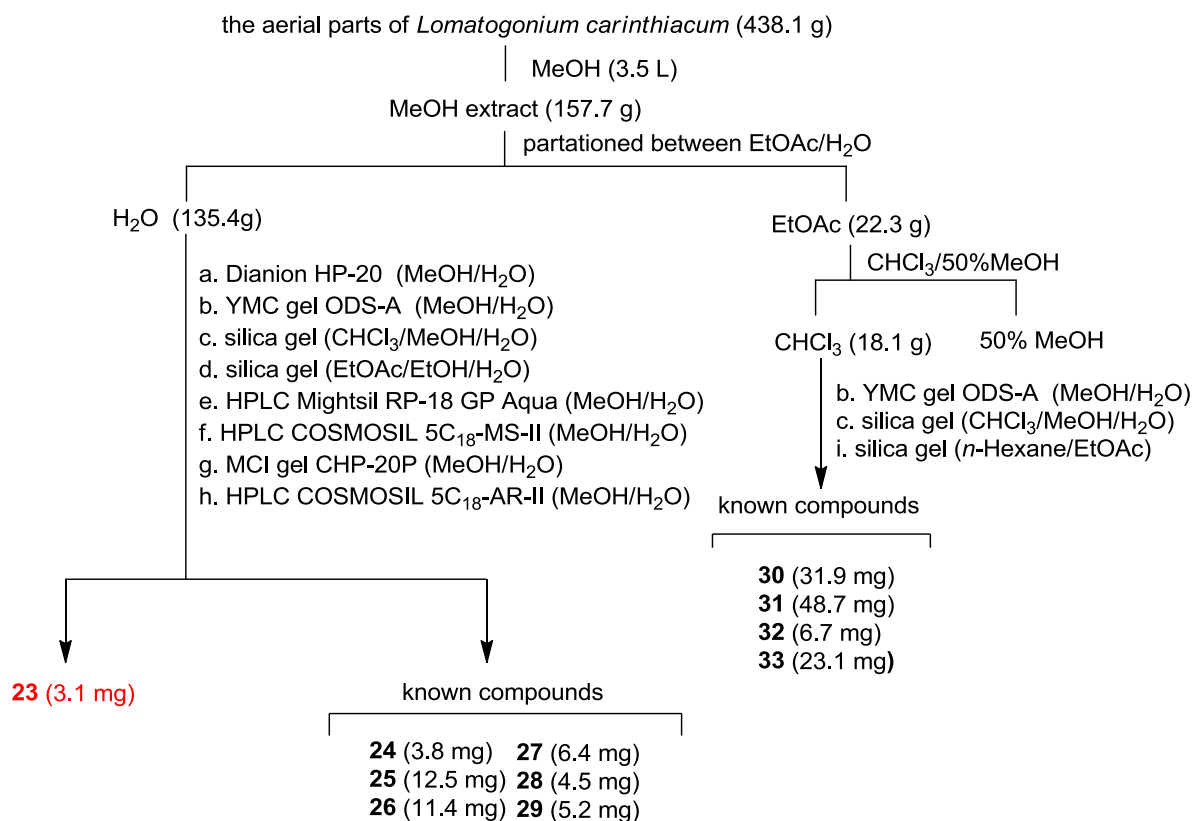 the aerial parts of Lomatogonium carinthiacum (438.1 g)
MeOH (3.5 L)
MeOH extract (157.7 g)
partationed between EtOAc/H₂O
H₂O (135.4g)
EtOAc (22.3 g)
CHCl₃/50%MeOH
a. Dianion HP-20 (MeOH/H₂O)
b. YMC gel ODS-A (MeOH/H₂O)
c. silica gel (CHCl₃/MeOH/H₂O)
d. silica gel (EtOAc/EtOH/H₂O)
e. HPLC Mightsil RP-18 GP Aqua (MeOH/H₂O)
f. HPLC COSMOSIL 5C₁₈-MS-II (MeOH/H₂O)
g. MCI gel CHP-20P (MeOH/H₂O)
h. HPLC COSMOSIL 5C₁₈-AR-II (MeOH/H₂O)
CHCl₃ (18.1 g)
50% MeOH
b. YMC gel ODS-A (MeOH/H₂O)
c. silica gel (CHCl₃/MeOH/H₂O)
i. silica gel (n-Hexane/EtOAc)
known compounds
30 (31.9 mg)
31 (48.7 mg)
32 (6.7 mg)
33 (23.1 mg)
23 (3.1 mg)
known compounds
24 (3.8 mg) 27 (6.4 mg)
25 (12.5 mg) 28 (4.5 mg)
26 (11.4 mg) 29 (5.2 mg)